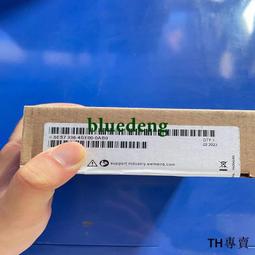 bluedeng
6ES7 336-4GE00-0AB0
QTY: 1
support.industry.siemens.com
TH專賣